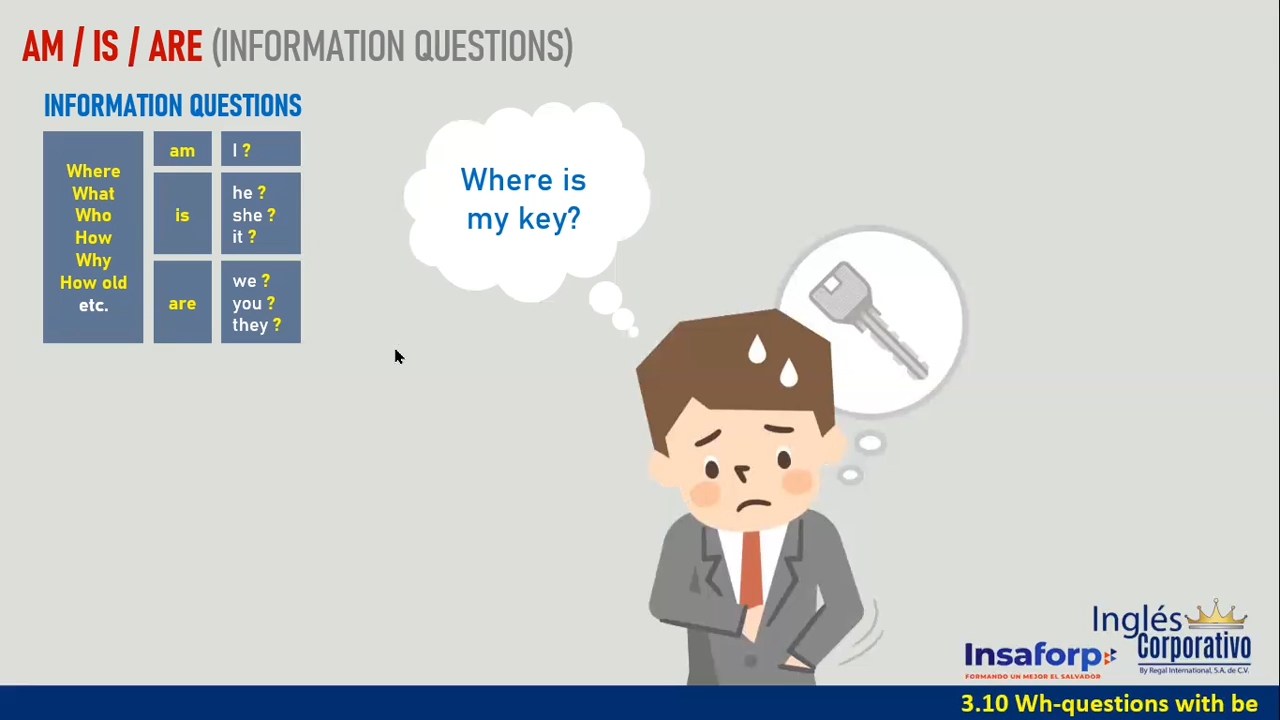 AM / IS / ARE (INFORMATION QUESTIONS)
INFORMATION QUESTIONS
Where
What
Who
How
Why
How old
etc.
am
is
are
I ?
he ?
she ?
it ?
we ?
you ?
they ?
Where is
my key?
Insaforp
FORMANDO UN MEJOR EL SALVADOR
Inglés
Corporativo
By Regal International, S.A. de C.V.
3.10 Wh-questions with be